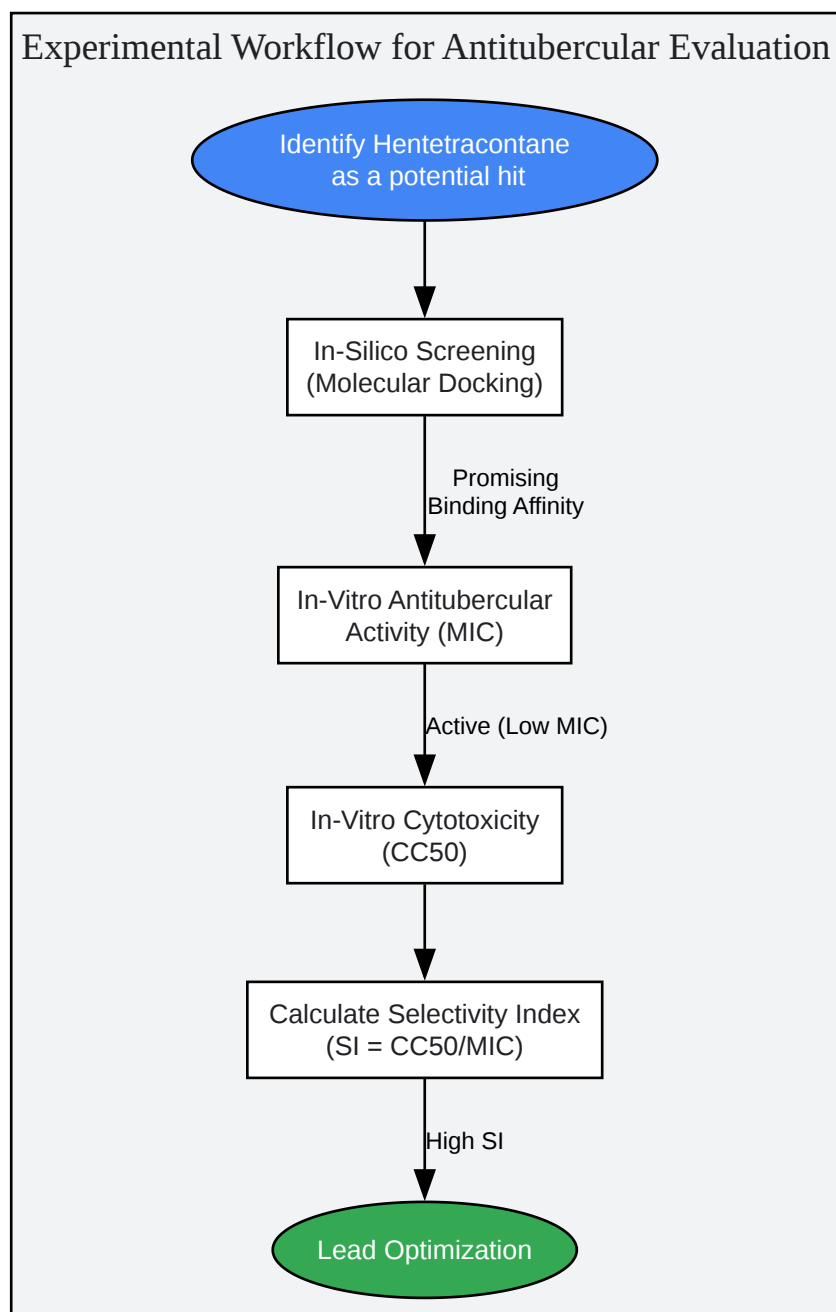 Experimental Workflow for Antitubercular Evaluation
Identify Hentetracontane
as a potential hit
In-Silico Screening
(Molecular Docking)
Promising
Binding Affinity
In-Vitro Antitubercular
Activity (MIC)
Active (Low MIC)
In-Vitro Cytotoxicity
(CC50)
Calculate Selectivity Index
(SI = CC50/MIC)
High SI
Lead Optimization